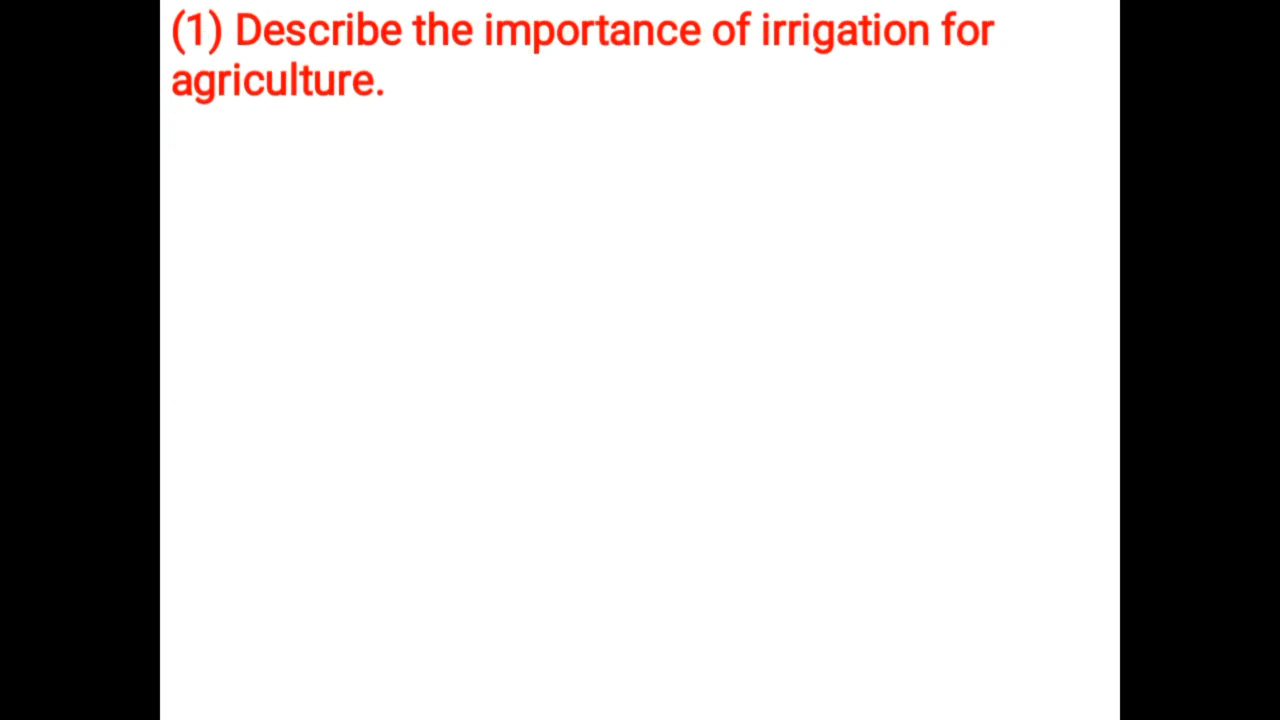 (1) Describe the importance of irrigation for
agriculture.